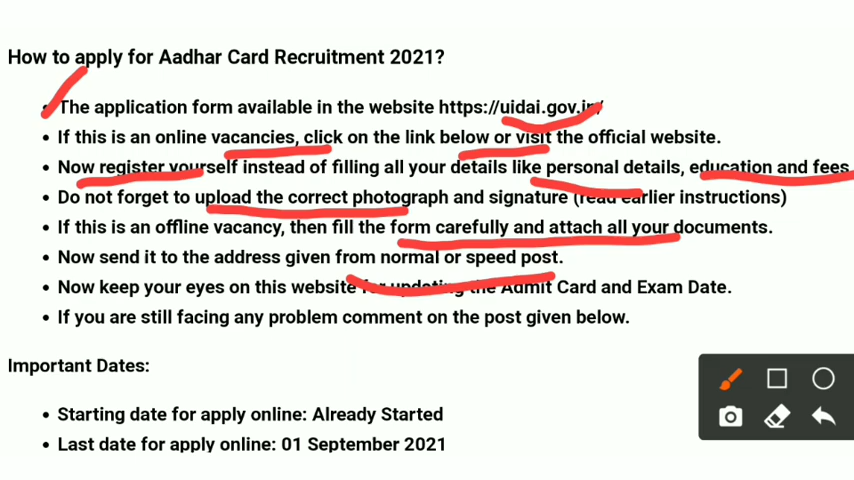 How to apply for Aadhar Card Recruitment 2021?
• The application form available in the website https://uidai.gov.in/
• If this is an online vacancies, click on the link below or visit the official website.
• Now register yourself instead of filling all your details like personal details, education and fees.
• Do not forget to upload the correct photograph and signature (read earlier instructions)
• If this is an offline vacancy, then fill the form carefully and attach all your documents.
• Now send it to the address given from normal or speed post.
• Now keep your eyes on this website for updating the Admit Card and Exam Date.
• If you are still facing any problem comment on the post given below.
Important Dates:
• Starting date for apply online: Already Started
• Last date for apply online: 01 September 2021